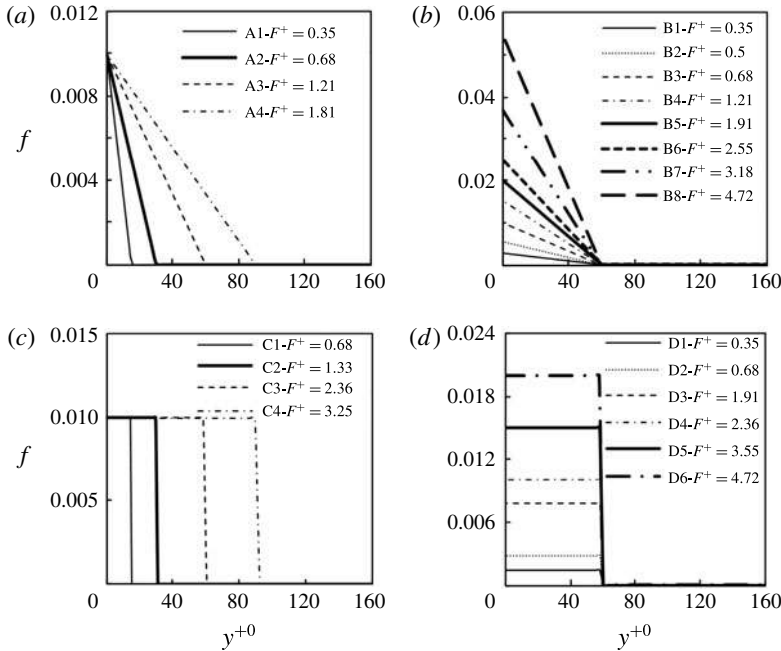 (a)
0.012
0.008
f
0.004
0
40
80
120
160
A1-F+ = 0.35
A2-F+ = 0.68
A3-F+ = 1.21
A4-F+ = 1.81
(b)
0.06
0.04
0.02
0
40
80
120
160
B1-F+ = 0.35
B2-F+ = 0.5
B3-F+ = 0.68
B4-F+ = 1.21
B5-F+ = 1.91
B6-F+ = 2.55
B7-F+ = 3.18
B8-F+ = 4.72
(c)
0.015
0.010
f
0.005
0
40
80
120
160
y+0
C1-F+ = 0.68
C2-F+ = 1.33
C3-F+ = 2.36
C4-F+ = 3.25
(d)
0.024
0.018
0.012
0.006
0
40
80
120
160
y+0
D1-F+ = 0.35
D2-F+ = 0.68
D3-F+ = 1.91
D4-F+ = 2.36
D5-F+ = 3.55
D6-F+ = 4.72